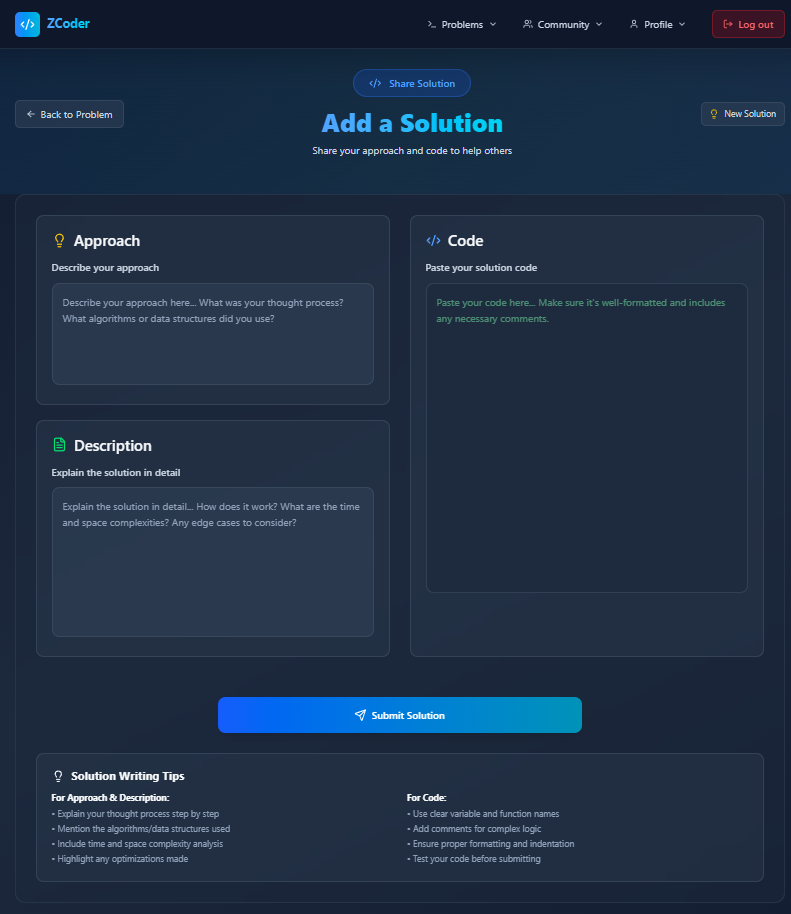 ZCoder
Problems
Community
Profile
Log out
Share Solution
Back to Problem
Add a Solution
New Solution
Share your approach and code to help others
Approach
Describe your approach
Describe your approach here... What was your thought process?
What algorithms or data structures did you use?
Description
Explain the solution in detail
Explain the solution in detail... How does it work? What are the time
and space complexities? Any edge cases to consider?
Code
Paste your solution code
Paste your code here... Make sure it's well-formatted and includes
any necessary comments.
Submit Solution
Solution Writing Tips
For Approach & Description:
• Explain your thought process step by step
• Mention the algorithms/data structures used
• Include time and space complexity analysis
• Highlight any optimizations made
For Code:
• Use clear variable and function names
• Add comments for complex logic
• Ensure proper formatting and indentation
• Test your code before submitting